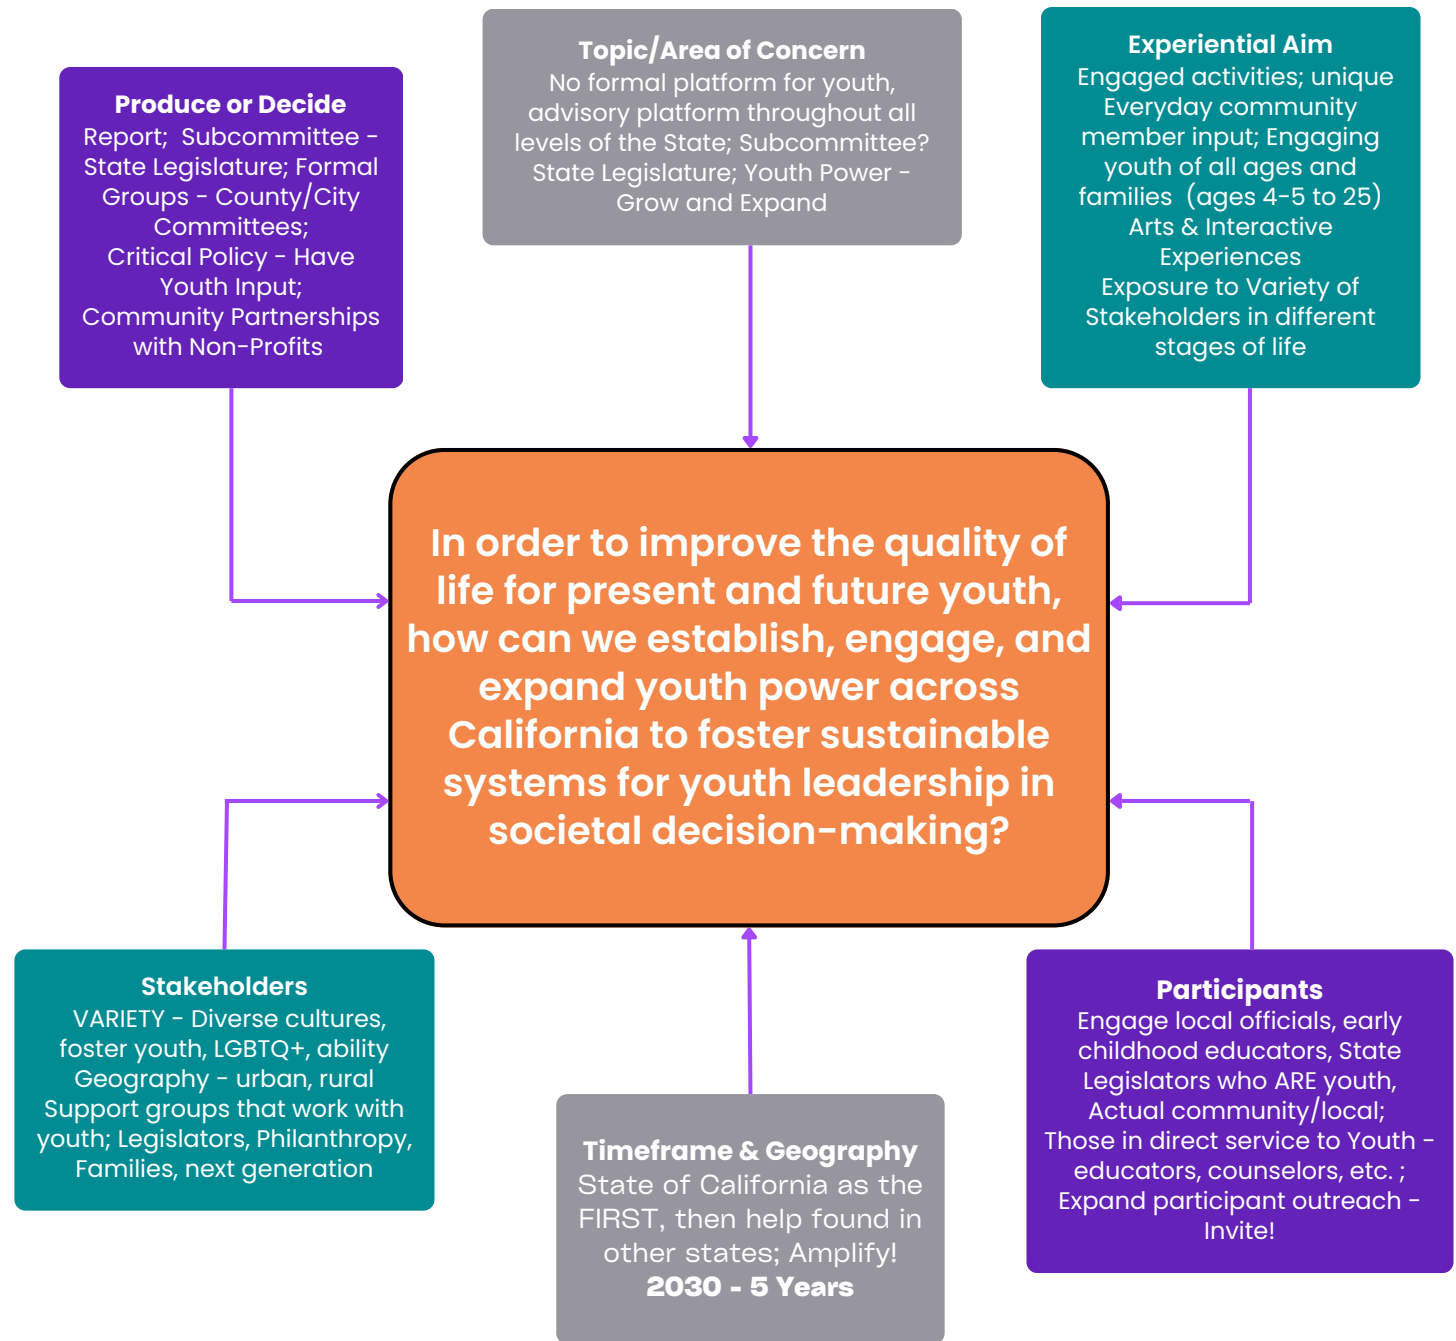 Topic/Area of Concern
No formal platform for youth,
advisory platform throughout all
levels of the State; Subcommittee?
State Legislature; Youth Power -
Grow and Expand
Experiential Aim
Engaged activities; unique
Everyday community
member input; Engaging
youth of all ages and
families (ages 4-5 to 25)
Arts & Interactive
Experiences
Exposure to Variety of
Stakeholders in different
stages of life
Produce or Decide
Report; Subcommittee -
State Legislature; Formal
Groups - County/City
Committees;
Critical Policy - Have
Youth Input;
Community Partnerships
with Non-Profits
In order to improve the quality of
life for present and future youth,
how can we establish, engage, and
expand youth power across
California to foster sustainable
systems for youth leadership in
societal decision-making?
Stakeholders
VARIETY - Diverse cultures,
foster youth, LGBTQ+, ability
Geography - urban, rural
Support groups that work with
youth; Legislators, Philanthropy,
Families, next generation
Timeframe & Geography
State of California as the
FIRST, then help found in
other states; Amplify!
2030 - 5 Years
Participants
Engage local officials, early
childhood educators, State
Legislators who ARE youth,
Actual community/local;
Those in direct service to Youth -
educators, counselors, etc. ;
Expand participant outreach -
Invite!